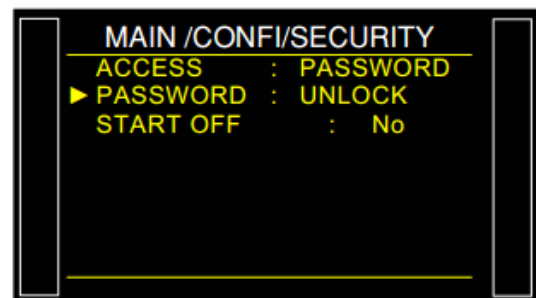 MAIN /CONFI/SECURITY
ACCESS : PASSWORD
► PASSWORD : UNLOCK
START OFF : No